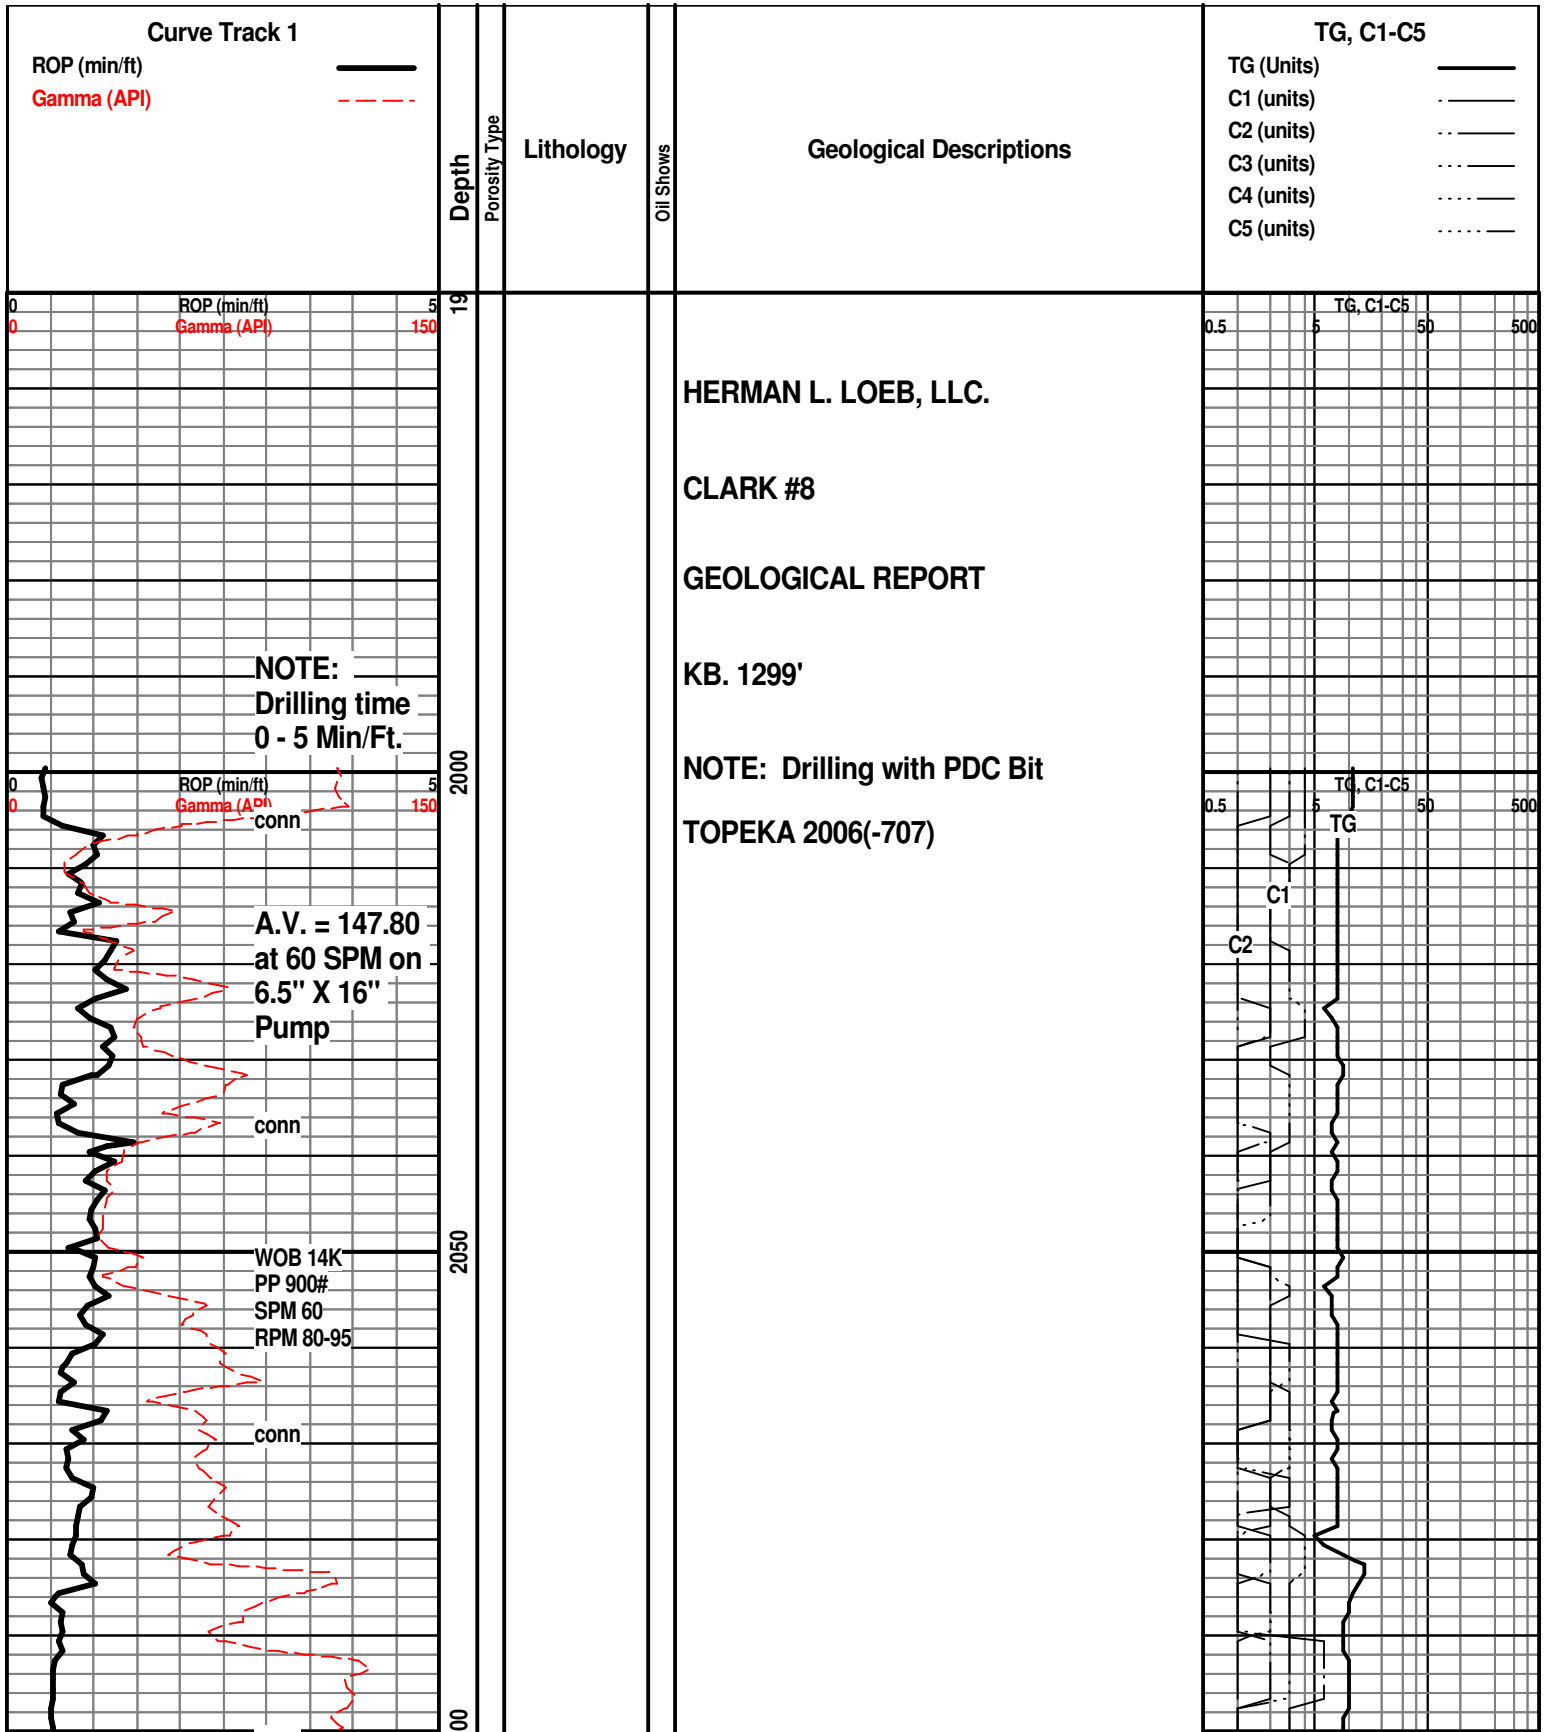 Curve Track 1
ROP (min/ft)
Gamma (API)
Depth
Porosity Type
Lithology
Oil Shows
Geological Descriptions
TG, C1-C5
TG (Units)
C1 (units)
C2 (units)
C3 (units)
C4 (units)
C5 (units)
0 ROP (min/ft) 5
0 Gamma (API) 150
19
TG, C1-C5
0.5 5 50 500
HERMAN L. LOEB, LLC.
CLARK #8
GEOLOGICAL REPORT
KB. 1299'
NOTE:
Drilling time
0 - 5 Min/Ft.
2000
NOTE: Drilling with PDC Bit
0 ROP (min/ft) 5
0 Gamma (API) 150
TG, C1-C5
0.5 5 50 500
conn
TG
TOPEKA 2006(-707)
C1
A.V. = 147.80
at 60 SPM on
6.5" X 16"
Pump
C2
conn
2050
WOB 14K
PP 900#
SPM 60
RPM 80-95
conn
00